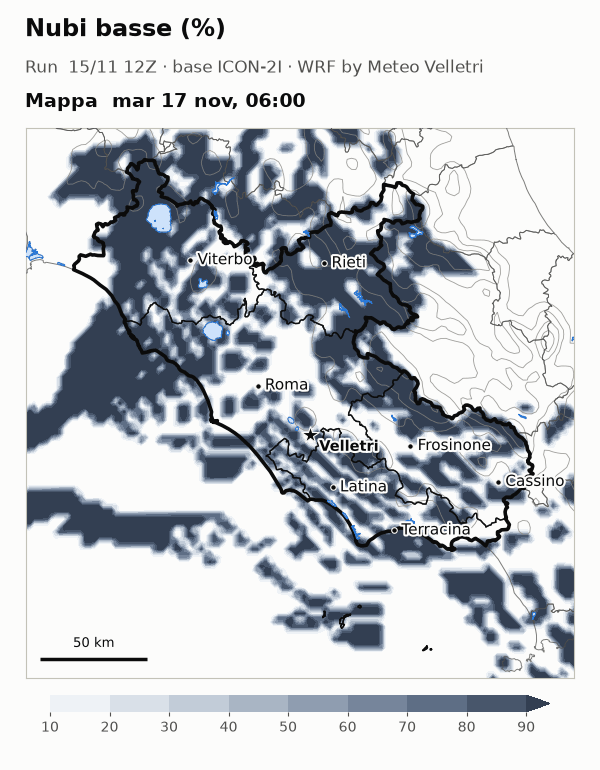 Nubi basse (%)
Run  15/11 12Z · base ICON-2I · WRF by Meteo Velletri
Mappa  mar 17 nov, 06:00
Viterbo
Rieti
Roma
Velletri
Frosinone
Cassino
Latina
Terracina
50 km
10 20 30 40 50 60 70 80 90